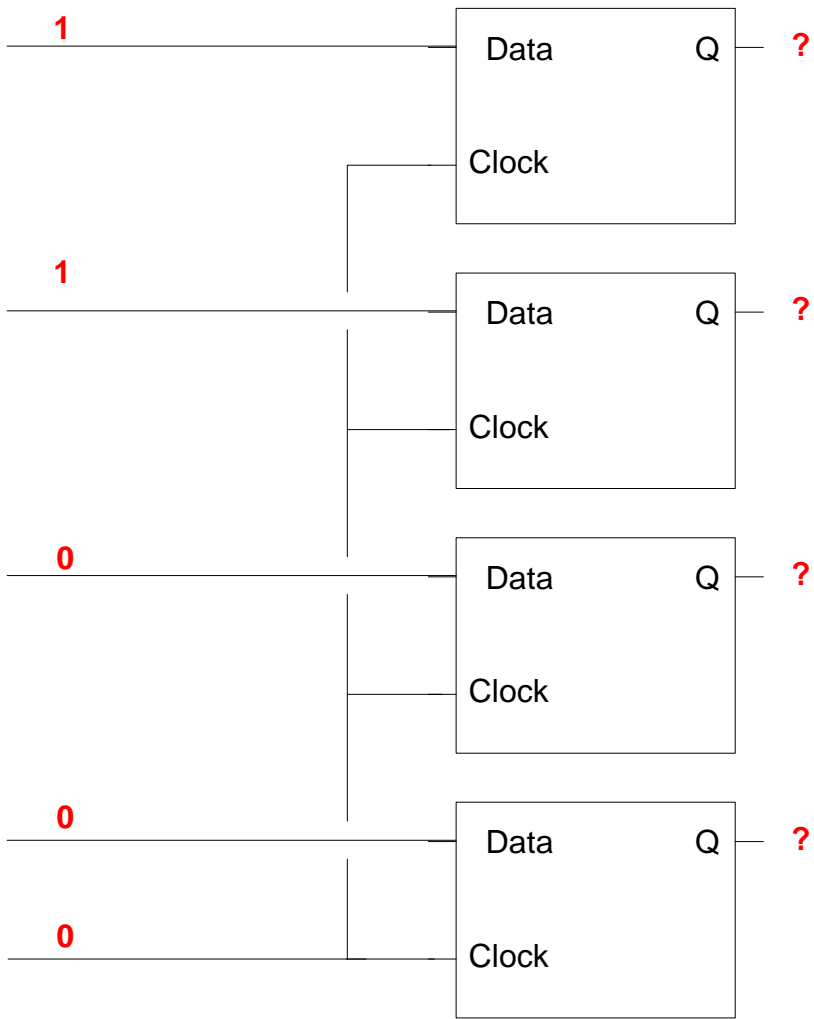 1
Data Q ?
Clock
1
Data Q ?
Clock
0
Data Q ?
Clock
0
Data Q ?
0
Clock